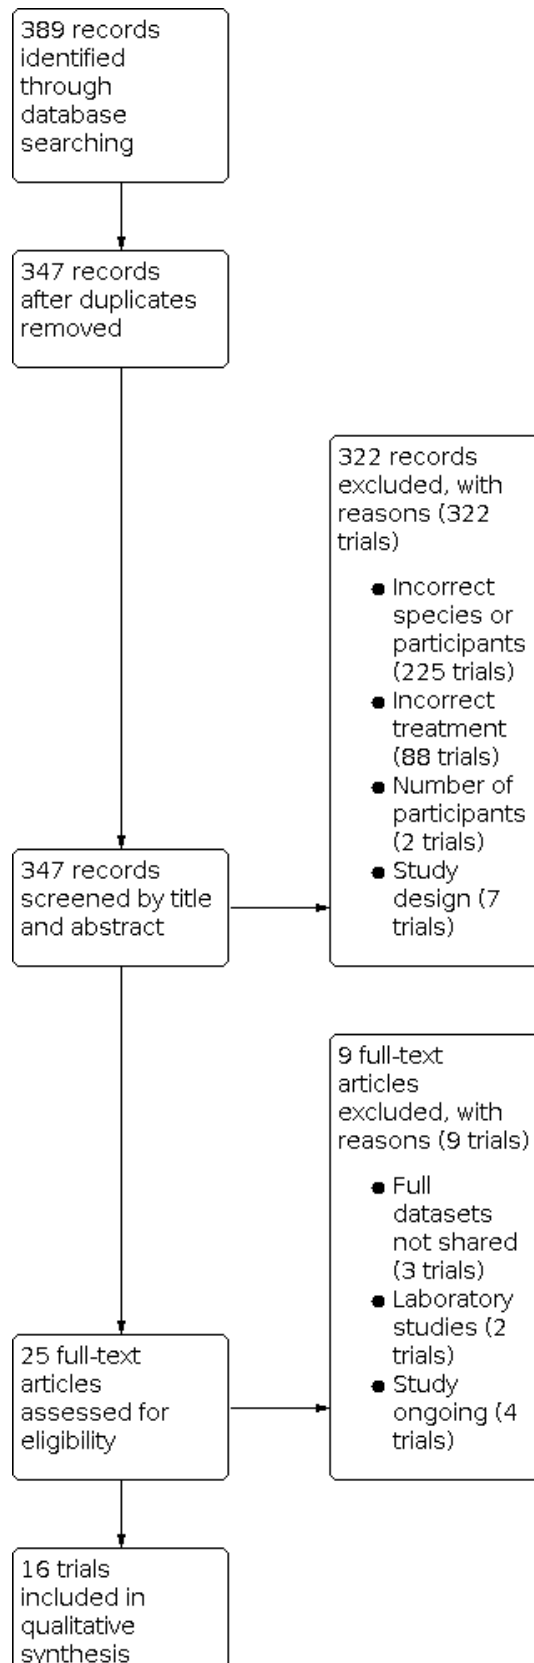 389 records
identified
through
database
searching
347 records
after duplicates
removed
322 records
excluded, with
reasons (322
trials)
● Incorrect
species or
participants
(225 trials)
● Incorrect
treatment
(88 trials)
● Number of
participants
(2 trials)
● Study
design (7
trials)
347 records
screened by title
and abstract
9 full-text
articles
excluded, with
reasons (9 trials)
● Full
datasets
not shared
(3 trials)
● Laboratory
studies (2
trials)
● Study
ongoing (4
trials)
25 full-text
articles
assessed for
eligibility
16 trials
included in
qualitative
synthesis